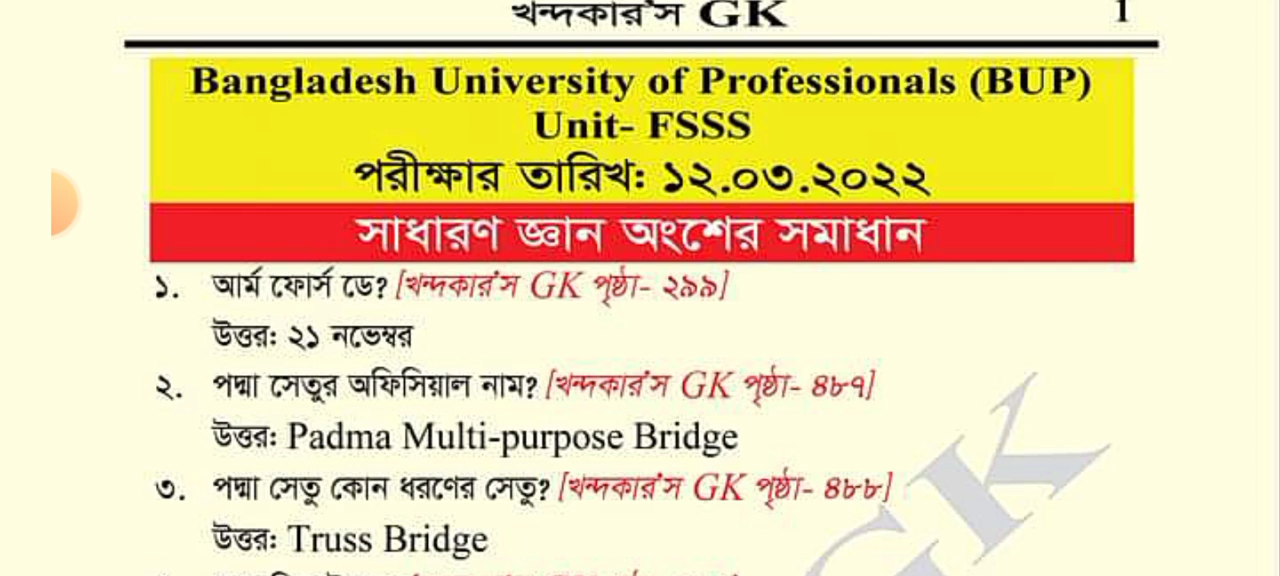 খন্দকার'স GK 1
Bangladesh University of Professionals (BUP)
Unit- FSSS
পরীক্ষার তারিখ: ১২.০৩.২০২২
সাধারণ জ্ঞান অংশের সমাধান
১. আর্ম ফোর্স ডে? [খন্দকার'স GK পৃষ্ঠা- ২৯৯]
উত্তর: ২১ নভেম্বর
২. পদ্মা সেতুর অফিসিয়াল নাম? [খন্দকার'স GK পৃষ্ঠা- ৪৮৭]
উত্তর: Padma Multi-purpose Bridge
৩. পদ্মা সেতু কোন ধরণের সেতু? [খন্দকার'স GK পৃষ্ঠা- ৪৮৮]
উত্তর: Truss Bridge
GK